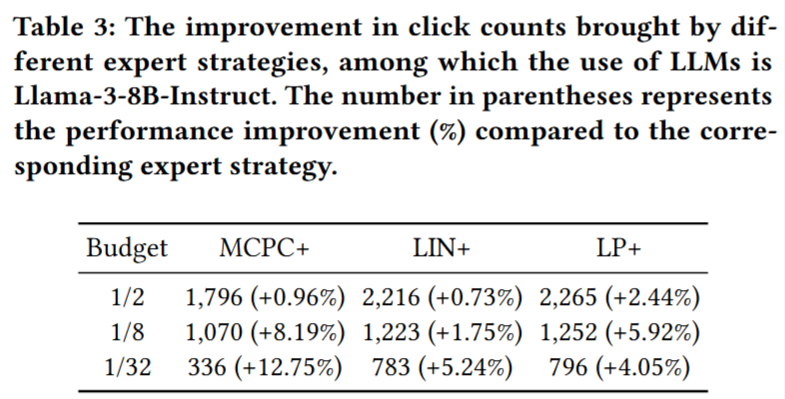 Table 3: The improvement in click counts brought by dif-
ferent expert strategies, among which the use of LLMs is
Llama-3-8B-Instruct. The number in parentheses represents
the performance improvement (%) compared to the corre-
sponding expert strategy.
Budget MCPC+ LIN+ LP+
1/2 1,796 (+0.96%) 2,216 (+0.73%) 2,265 (+2.44%)
1/8 1,070 (+8.19%) 1,223 (+1.75%) 1,252 (+5.92%)
1/32 336 (+12.75%) 783 (+5.24%) 796 (+4.05%)